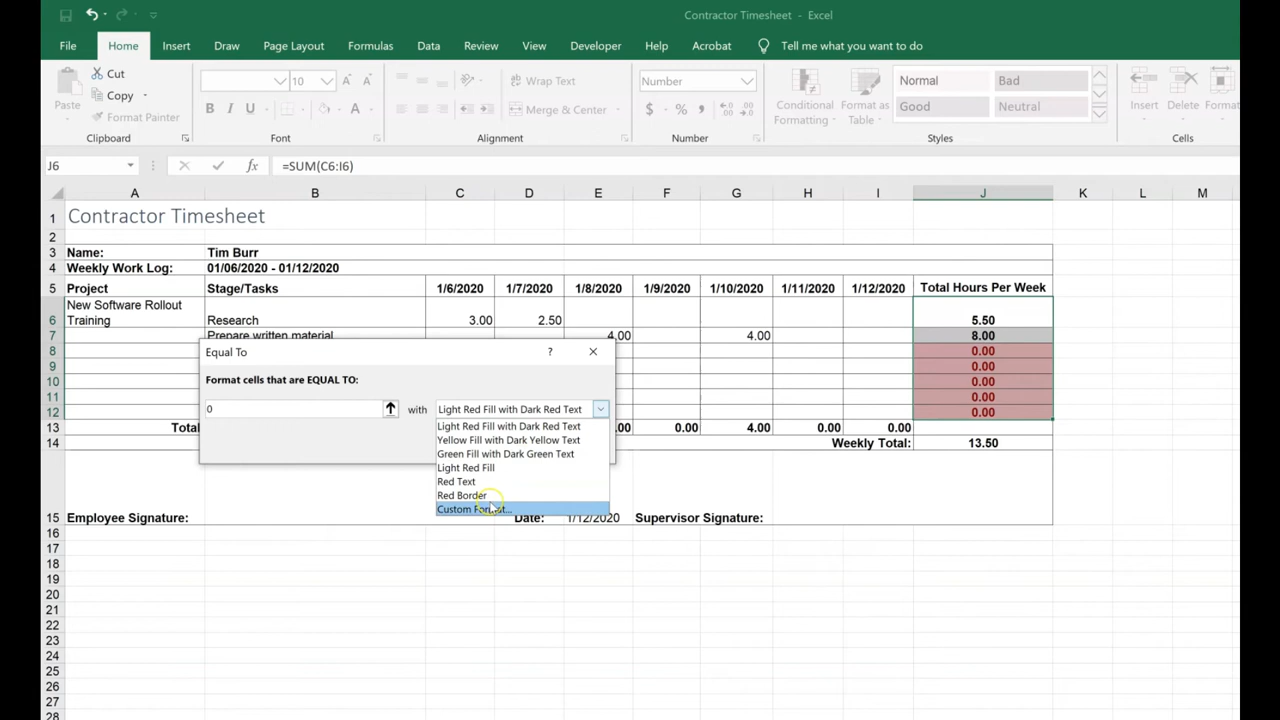 Contractor Timesheet - Excel
File Home Insert Draw Page Layout Formulas Data Review View Developer Help Acrobat Tell me what you want to do
Paste Cut Copy Format Painter
10 B I U A A A
Wrap Text Merge & Center
Number $ % ,
Conditional Formatting Format as Table
Normal Bad Good Neutral
Insert Delete Format
Clipboard Font Alignment Number Styles Cells
J6 fx =SUM(C6:I6)
A B C D E F G H I J K L M
1 Contractor Timesheet
2
3 Name: Tim Burr
4 Weekly Work Log: 01/06/2020 - 01/12/2020
5 Project Stage/Tasks 1/6/2020 1/7/2020 1/8/2020 1/9/2020 1/10/2020 1/11/2020 1/12/2020 Total Hours Per Week
New Software Rollout
6 Training Research 3.00 2.50 5.50
7 Prepare written material 4.00 4.00 8.00
8 0.00
9 0.00
10 0.00
11 0.00
12 0.00
13 Total 0.00 4.00 0.00 0.00
14 Weekly Total: 13.50
15 Employee Signature: Date: 1/12/2020 Supervisor Signature:
16
17
18
19
20
21
22
23
24
25
26
27
28
Equal To ?
Format cells that are EQUAL TO:
0 with Light Red Fill with Dark Red Text
Light Red Fill with Dark Red Text
Yellow Fill with Dark Yellow Text
Green Fill with Dark Green Text
Light Red Fill
Red Text
Red Border
Custom Format...